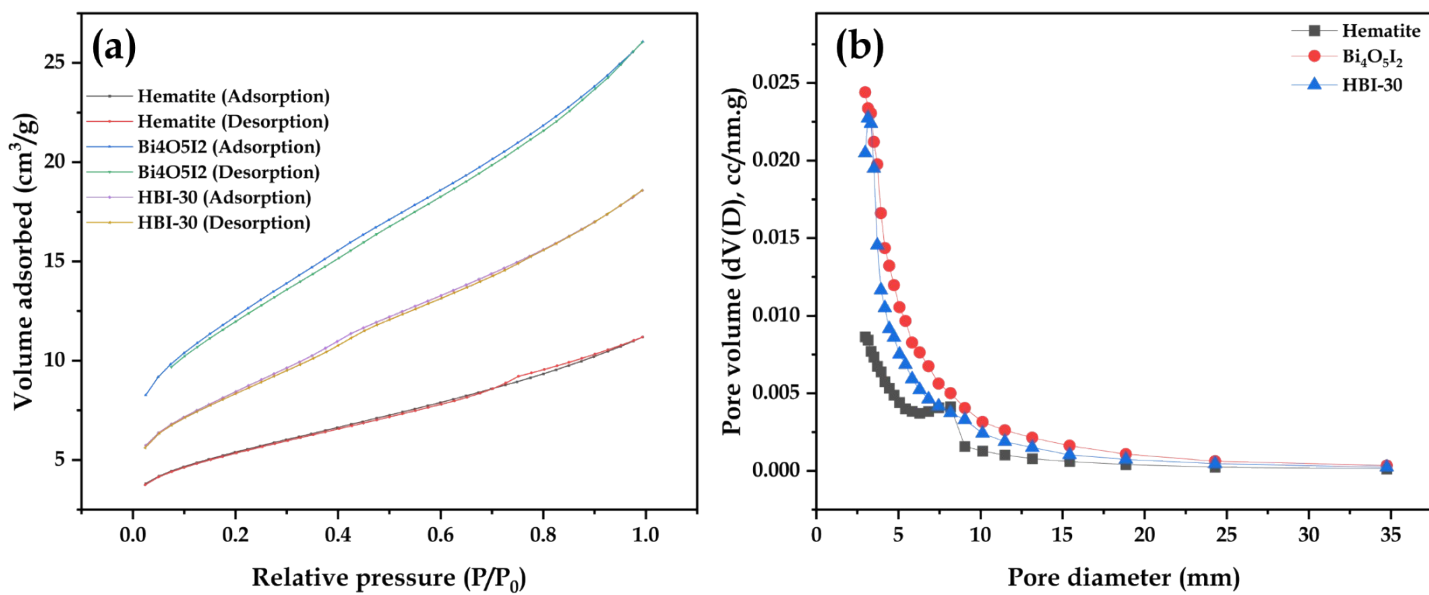 (a)
Hematite (Adsorption)
Hematite (Desorption)
Bi4O5I2 (Adsorption)
Bi4O5I2 (Desorption)
HBI-30 (Adsorption)
HBI-30 (Desorption)
Volume adsorbed (cm³/g)
25
20
15
10
5
0.0 0.2 0.4 0.6 0.8 1.0
Relative pressure (P/P₀)
(b)
Hematite
Bi₄O₅I₂
HBI-30
Pore volume (dV(D), cc/nm.g)
0.025
0.020
0.015
0.010
0.005
0.000
0 5 10 15 20 25 30 35
Pore diameter (mm)